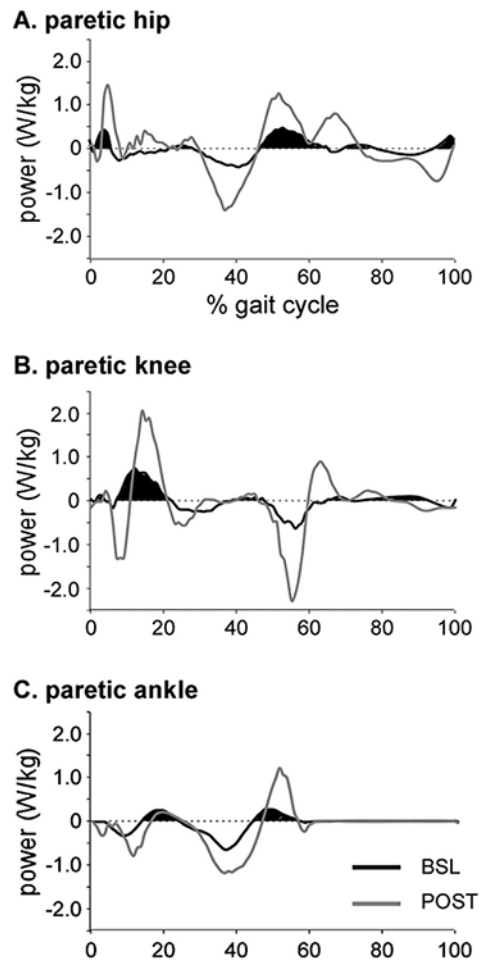 A. paretic hip
power (W/kg)
2.0
1.0
0
-1.0
-2.0
0 20 40 60 80 100
% gait cycle
B. paretic knee
power (W/kg)
2.0
1.0
0
-1.0
-2.0
0 20 40 60 80 100
C. paretic ankle
power (W/kg)
2.0
1.0
0
-1.0
-2.0
BSL
POST
0 20 40 60 80 100